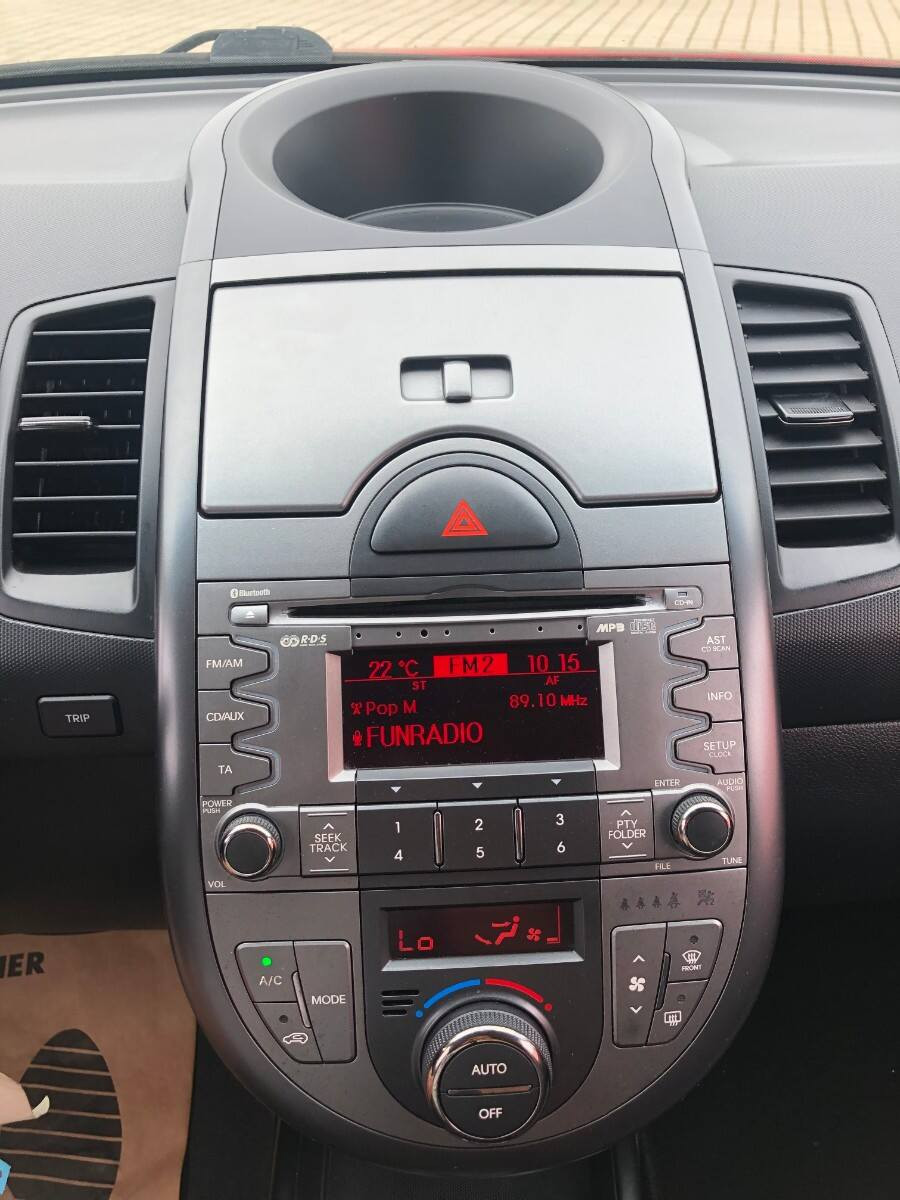 Bluetooth
CD-IN
R·D·S
MP3
FM/AM
22 °C FM2 10 15
ST AF
Pop M 89.10 MHz
FUNRADIO
AST
CD SCAN
CD/AUX
INFO
TRIP
TA
SETUP
CLOCK
POWER
PUSH
ENTER
AUDIO
PUSH
SEEK
TRACK
1 2 3
4 5 6
PTY
FOLDER
VOL
FILE
TUNE
Lo
A/C
MODE
FRONT
AUTO
OFF